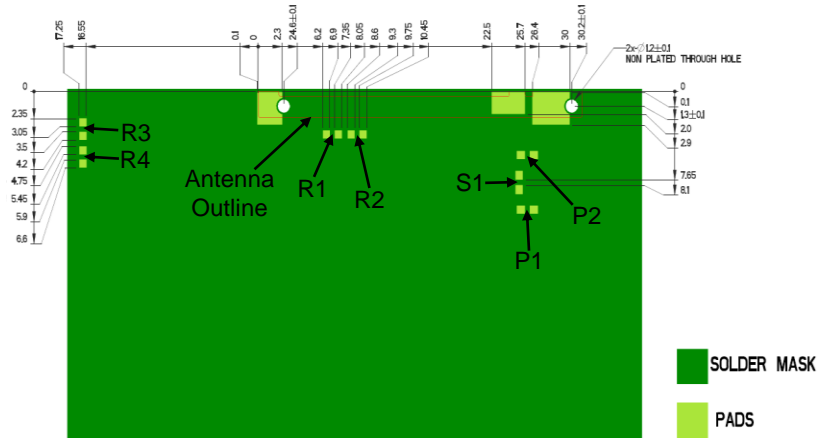 17.25
16.55
0.1
0
2.3
24.6±0.1
6.2
6.9
7.35
8.05
8.6
9.3
9.75
10.45
22.5
25.7
26.4
30
30.2±0.1
2x-∅1.2±0.1
NON PLATED THROUGH HOLE
0
2.35
3.05
3.5
4.2
4.75
5.45
5.9
6.6
0
0.1
1.3±0.1
2.0
2.9
7.65
8.1
R3
R4
Antenna
Outline
R1
R2
S1
P2
P1
SOLDER MASK
PADS